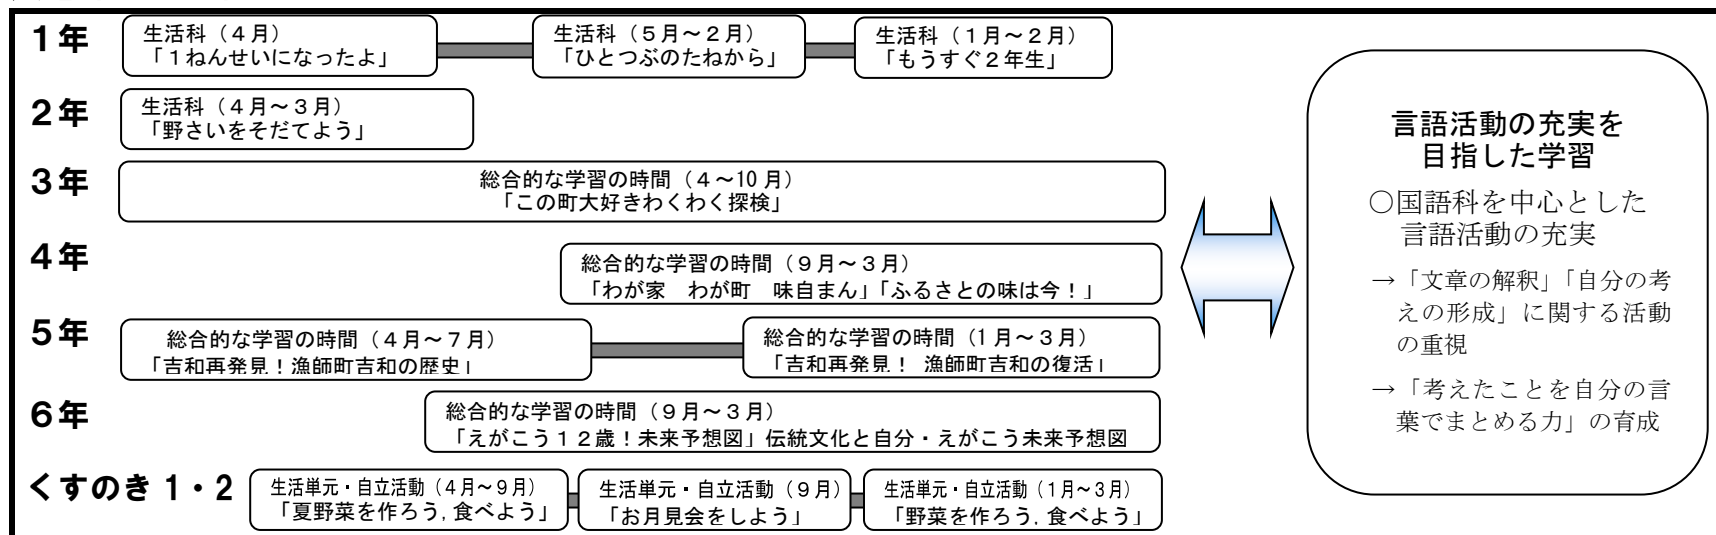 1年
生活科（４月）
「１ねんせいになったよ」
生活科（５月～２月）
「ひとつぶのたねから」
生活科（１月～２月）
「もうすぐ２年生」
2年
生活科（４月～３月）
「野さいをそだてよう」
3年
総合的な学習の時間（４～10月）
「この町大好きわくわく探検」
4年
総合的な学習の時間（９月～３月）
「わが家　わが町　味自まん」「ふるさとの味は今！」
5年
総合的な学習の時間（４月～７月）
「吉和再発見！漁師町吉和の歴史」
総合的な学習の時間（1月～３月）
「吉和再発見！ 漁師町吉和の復活」
6年
総合的な学習の時間（９月～３月）
「えがこう１２歳！未来予想図」伝統文化と自分・えがこう未来予想図
くすのき 1・2
生活単元・自立活動（４月～９月）
「夏野菜を作ろう，食べよう」
生活単元・自立活動（９月）
「お月見会をしよう」
生活単元・自立活動（１月～３月）
「野菜を作ろう，食べよう」
言語活動の充実を
目指した学習
○国語科を中心とした
言語活動の充実
→「文章の解釈」「自分の考
えの形成」に関する活動
の重視
→「考えたことを自分の言
葉でまとめる力」の育成